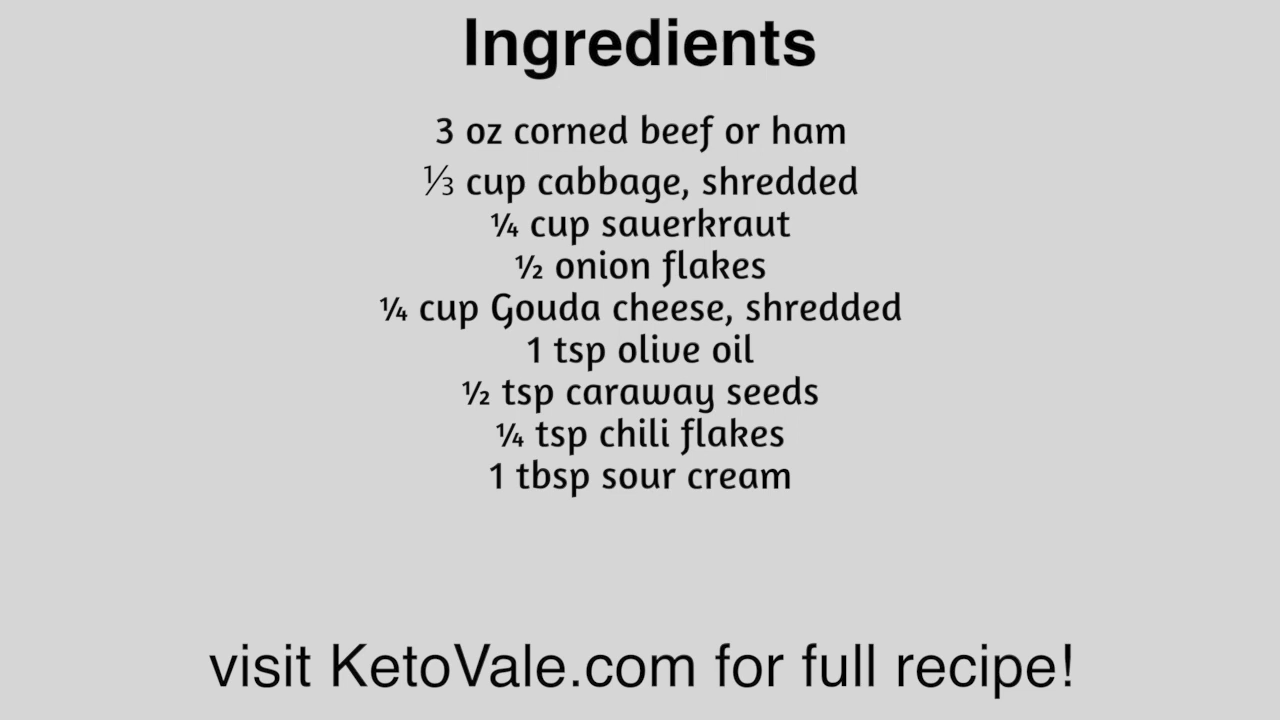 Ingredients
3 oz corned beef or ham
⅓ cup cabbage, shredded
¼ cup sauerkraut
½ onion flakes
¼ cup Gouda cheese, shredded
1 tsp olive oil
½ tsp caraway seeds
¼ tsp chili flakes
1 tbsp sour cream
visit KetoVale.com for full recipe!